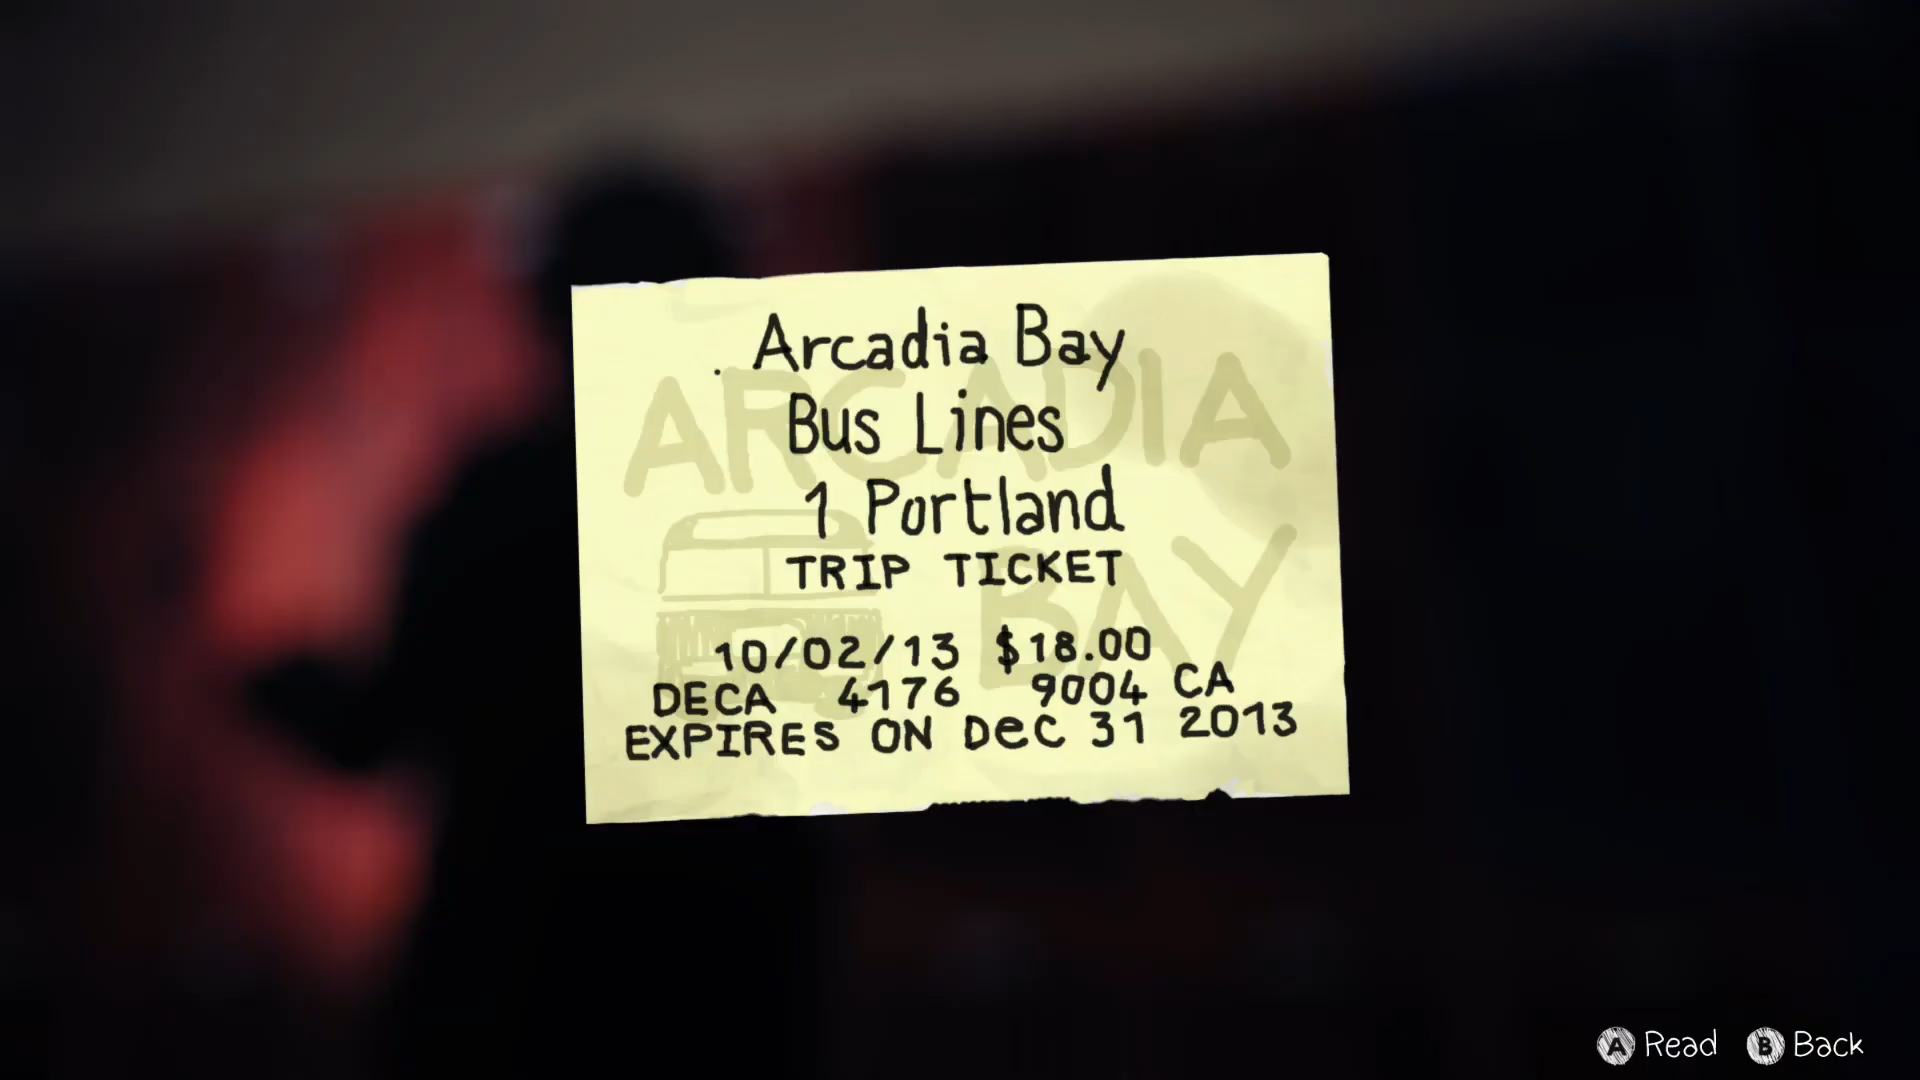 Arcadia Bay
Bus Lines
1 Portland
TRIP TICKET
10/02/13 $18.00
DECA 4176 9004 CA
EXPIRES ON DeC 31 2013
ARCADIA
BAY
A Read B Back